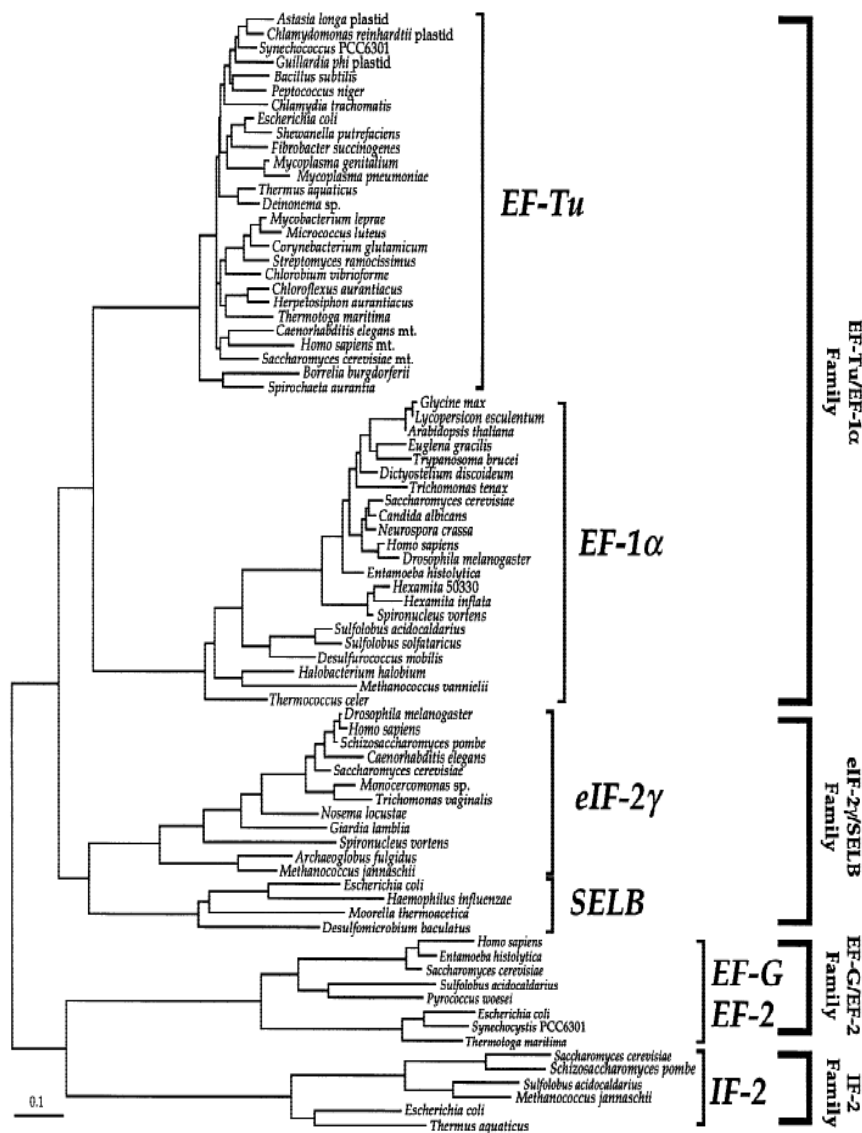 Astasia longa plastid
Chlamydomonas reinhardtii plastid
Synechococcus PCC6301
Guillardia phi plastid
Bacillus subtilis
Peptococcus niger
Chlamydia trachomatis
Escherichia coli
Shewanella putrefaciens
Fibrobacter succinogenes
Mycoplasma genitalium
Mycoplasma pneumoniae
Thermus aquaticus
Deinonema sp.
Mycobacterium leprae
Micrococcus luteus
Corynebacterium glutamicum
Streptomyces ramocissimus
Chlorobium vibrioforme
Chloroflexus aurantiacus
Herpetosiphon aurantiacus
Thermotoga maritima
Caenorhabditis elegans mt.
Homo sapiens mt.
Saccharomyces cerevisiae mt.
Borrelia burgdorferii
Spirochaeta aurantia
EF-Tu
Glycine max
Lycopersicon esculentum
Arabidopsis thaliana
Euglena gracilis
Trypanosoma brucei
Dictyostelium discoideum
Trichomonas tenax
Saccharomyces cerevisiae
Candida albicans
Neurospora crassa
Homo sapiens
Drosophila melanogaster
Entamoeba histolytica
Hexamita 50330
Hexamita inflata
Spironucleus vortens
Sulfolobus acidocaldarius
Sulfolobus solfataricus
Desulfurococcus mobilis
Halobacterium halobium
Methanococcus vannielii
Thermococcus celer
EF-1α
EF-Tu/EF-1α
Family
Drosophila melanogaster
Homo sapiens
Schizosaccharomyces pombe
Caenorhabditis elegans
Saccharomyces cerevisiae
Monocercomonas sp.
Trichomonas vaginalis
Nosema locustae
Giardia lamblia
Spironucleus vortens
Archaeoglobus fulgidus
Methanococcus jannaschii
eIF-2γ
Escherichia coli
Haemophilus influenzae
Moorella thermoacetica
Desulfomicrobium baculatus
SELB
eIF-2γ/SELB
Family
Homo sapiens
Entamoeba histolytica
Saccharomyces cerevisiae
Sulfolobus acidocaldarius
Pyrococcus woesei
Escherichia coli
Synechocystis PCC6301
Thermotoga maritima
EF-G
EF-2
EF-G/EF-2
Family
Saccharomyces cerevisiae
Schizosaccharomyces pombe
Sulfolobus acidocaldarius
Methanococcus jannaschii
Escherichia coli
Thermus aquaticus
IF-2
IF-2
Family
0.1